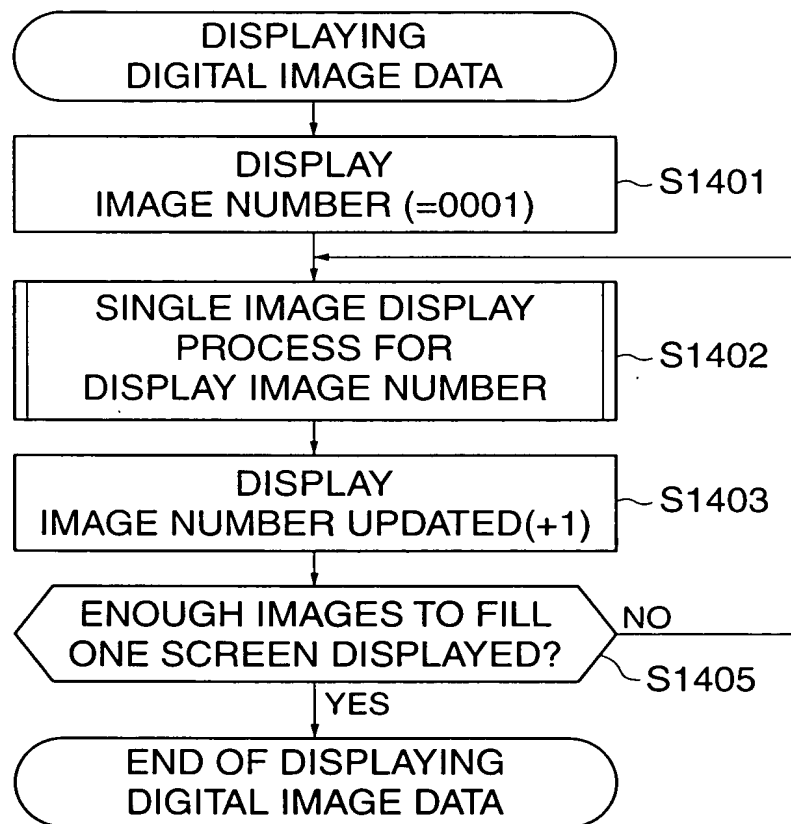 DISPLAYING
DIGITAL IMAGE DATA
DISPLAY
IMAGE NUMBER (=0001)
S1401
SINGLE IMAGE DISPLAY
PROCESS FOR
DISPLAY IMAGE NUMBER
S1402
DISPLAY
IMAGE NUMBER UPDATED(+1)
S1403
ENOUGH IMAGES TO FILL
ONE SCREEN DISPLAYED?
NO
S1405
YES
END OF DISPLAYING
DIGITAL IMAGE DATA